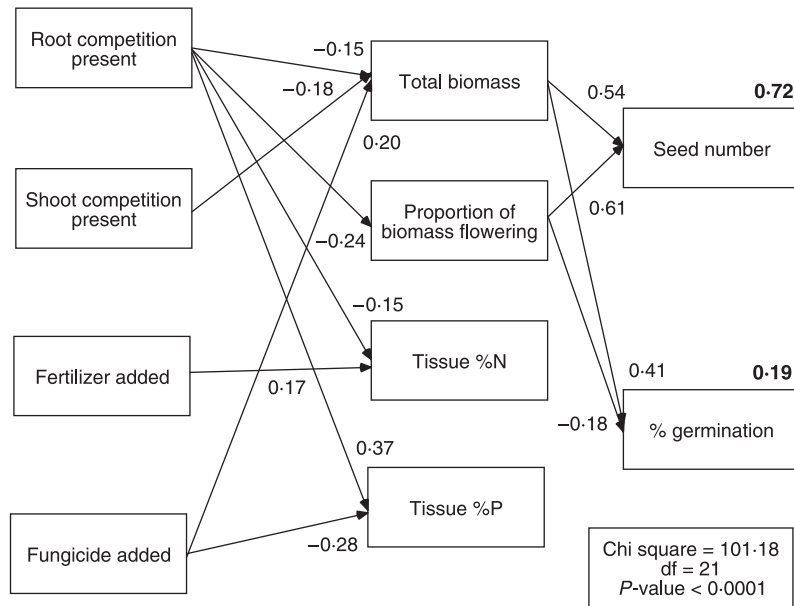 Root competition
present
−0·15
Total biomass
0·54
0·72
−0·18
Seed number
0·20
Shoot competition
present
Proportion of
biomass flowering
0·61
−0·24
−0·15
Tissue %N
Fertilizer added
0·17
0·41
0·19
−0·18
% germination
0·37
Tissue %P
Fungicide added
−0·28
Chi square = 101·18
df = 21
P-value < 0·0001